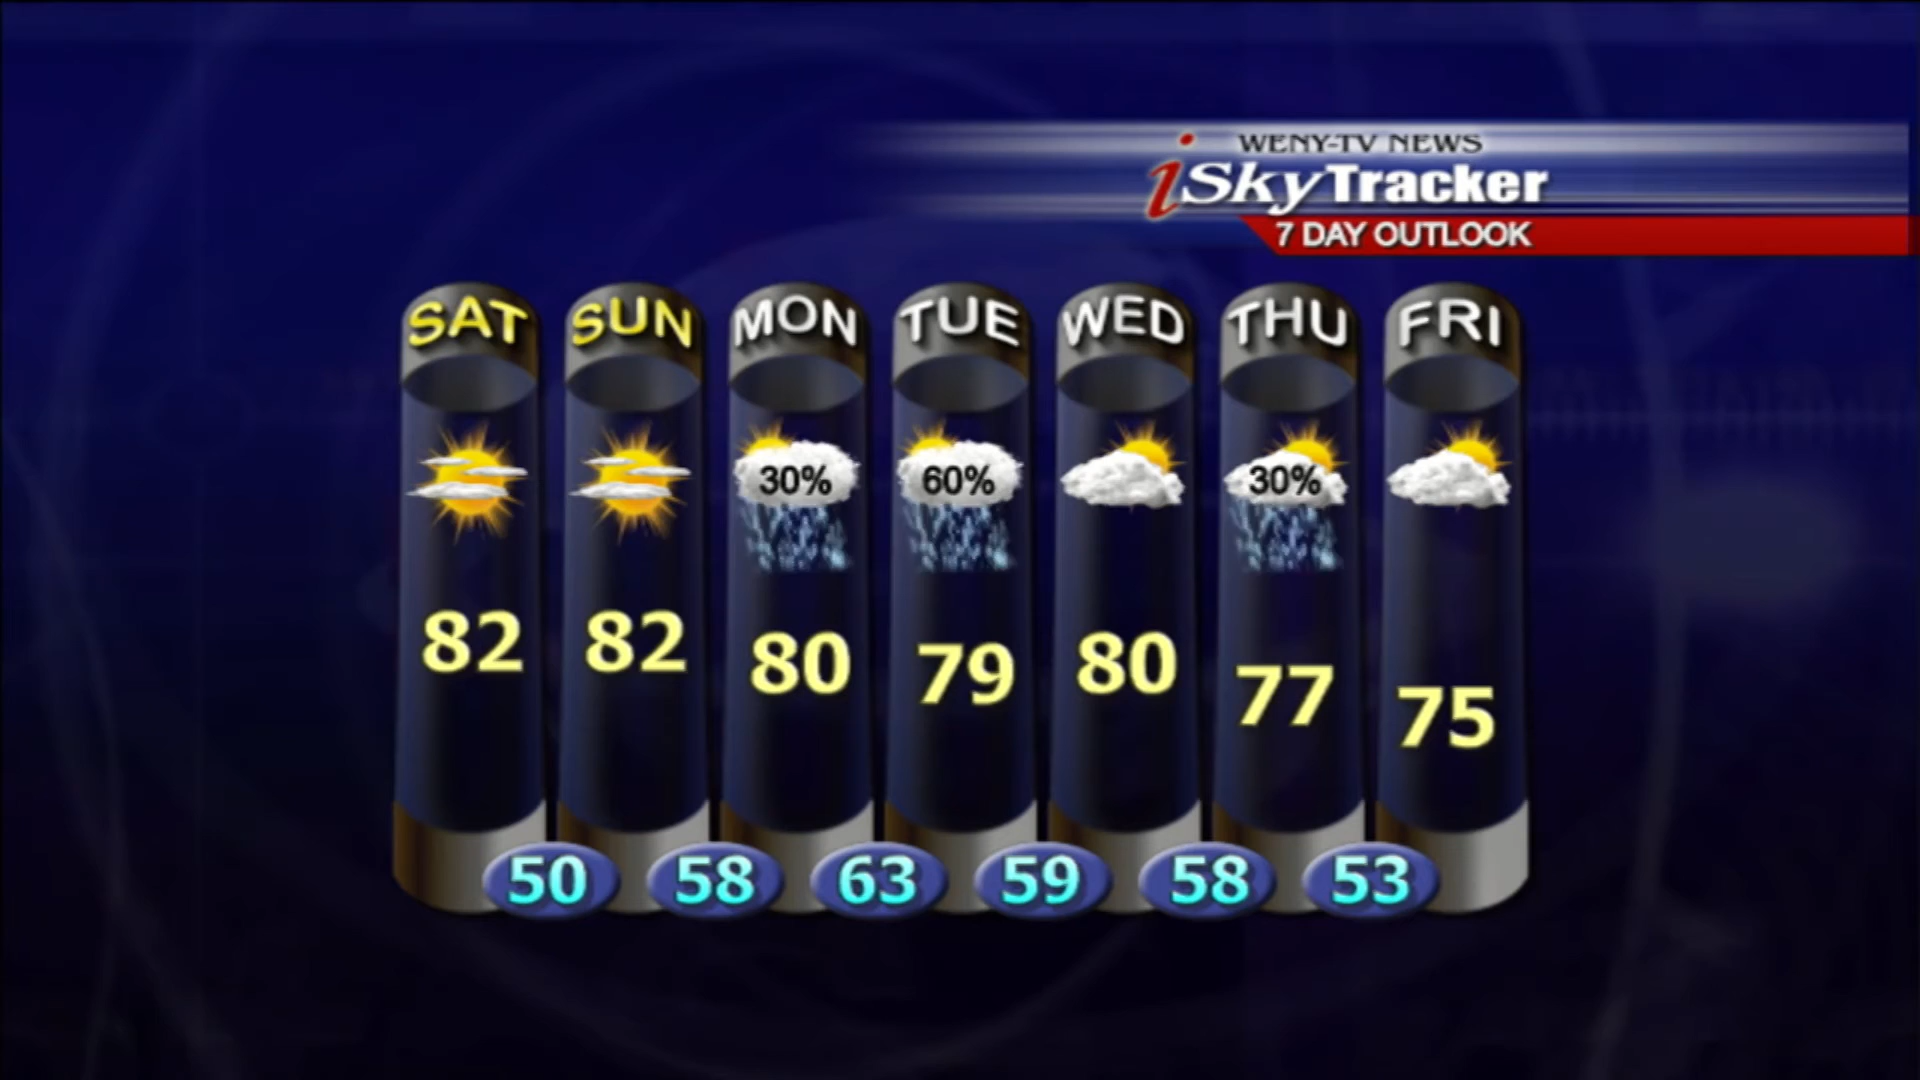 WENY-TV NEWS
iSkyTracker
7 DAY OUTLOOK
SAT SUN MON TUE WED THU FRI
30% 60% 30%
82 82 80 79 80 77 75
50 58 63 59 58 53